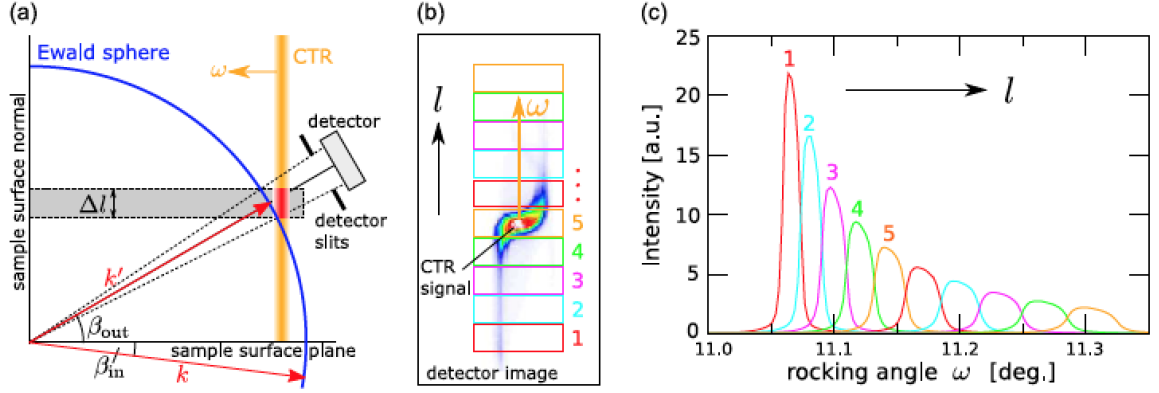 (a)
Ewald sphere
CTR
ω
detector
Δl
detector
slits
k′
β_out
sample surface plane
β′_in
k
sample surface normal
(b)
l
ω
5
4
CTR
signal
3
2
1
detector image
(c)
25
20
15
10
5
0
Intensity [a.u.]
1
2
3
4
5
l
11.0
11.1
11.2
11.3
rocking angle ω [deg.]